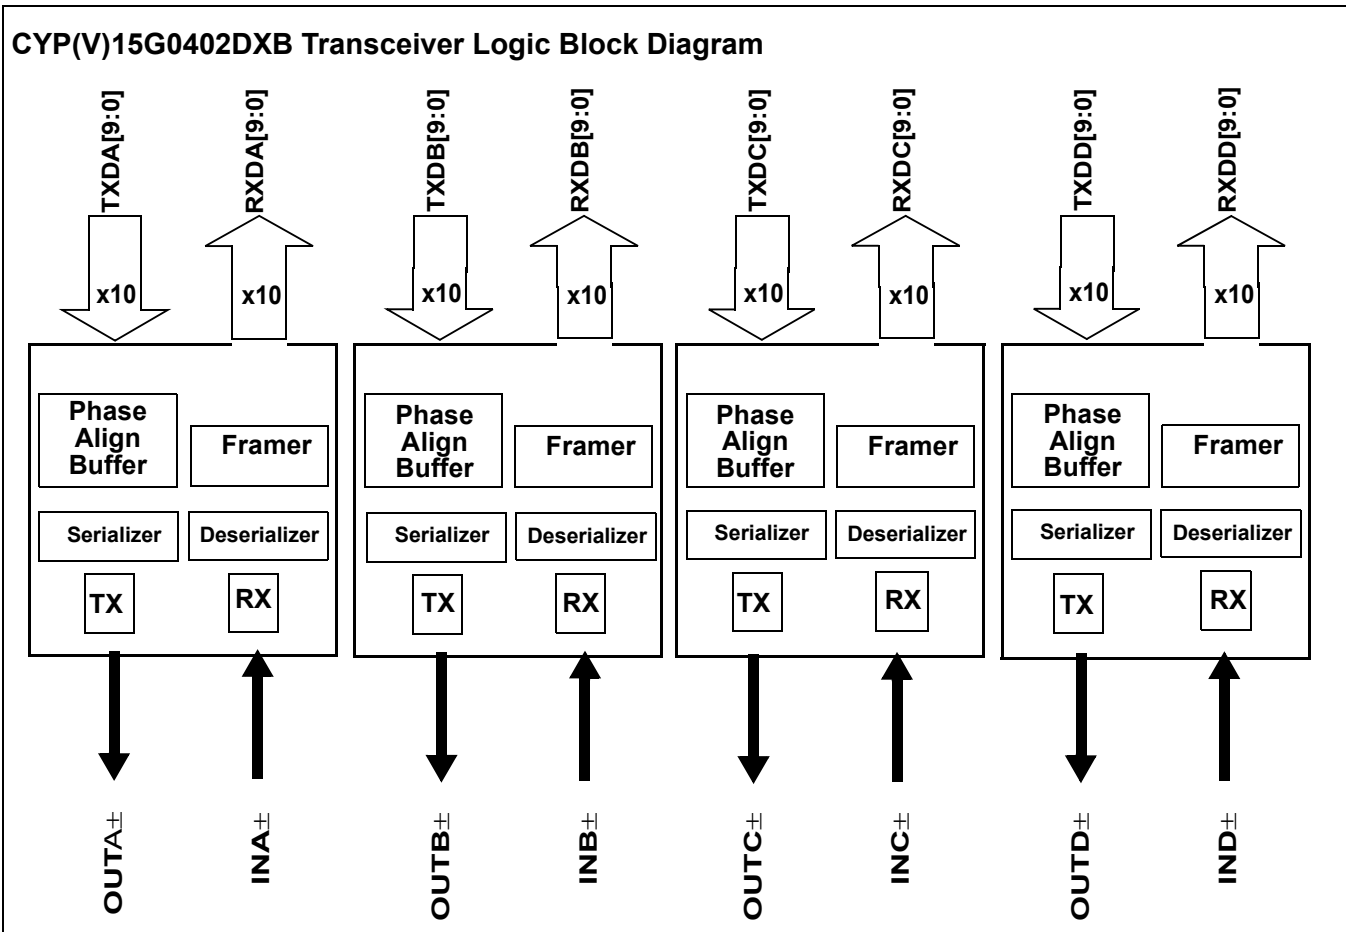 CYP(V)15G0402DXB Transceiver Logic Block Diagram
TXDA[9:0]
RXDA[9:0]
TXDB[9:0]
RXDB[9:0]
TXDC[9:0]
RXDC[9:0]
TXDD[9:0]
RXDD[9:0]
x10
x10
x10
x10
x10
x10
x10
x10
Phase
Align
Buffer
Framer
Phase
Align
Buffer
Framer
Phase
Align
Buffer
Framer
Phase
Align
Buffer
Framer
Serializer
Deserializer
Serializer
Deserializer
Serializer
Deserializer
Serializer
Deserializer
TX
RX
TX
RX
TX
RX
TX
RX
OUTA±
INA±
OUTB±
INB±
OUTC±
INC±
OUTD±
IND±